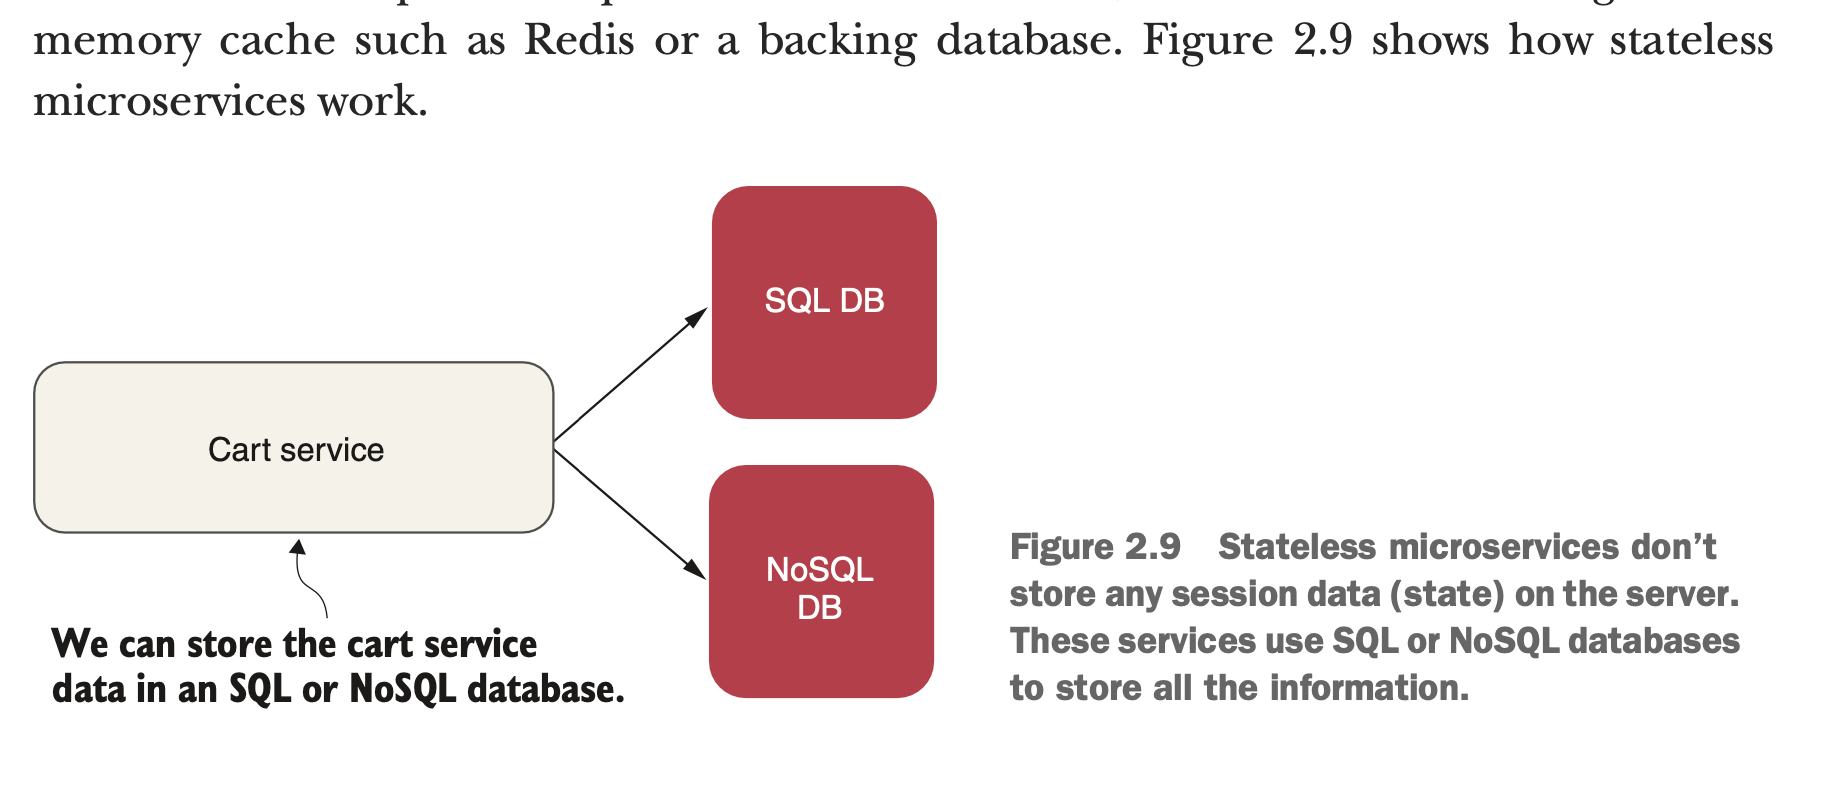 memory cache such as Redis or a backing database. Figure 2.9 shows how stateless
microservices work.
SQL DB
Cart service
NoSQL
DB
We can store the cart service
data in an SQL or NoSQL database.
Figure 2.9 Stateless microservices don’t
store any session data (state) on the server.
These services use SQL or NoSQL databases
to store all the information.